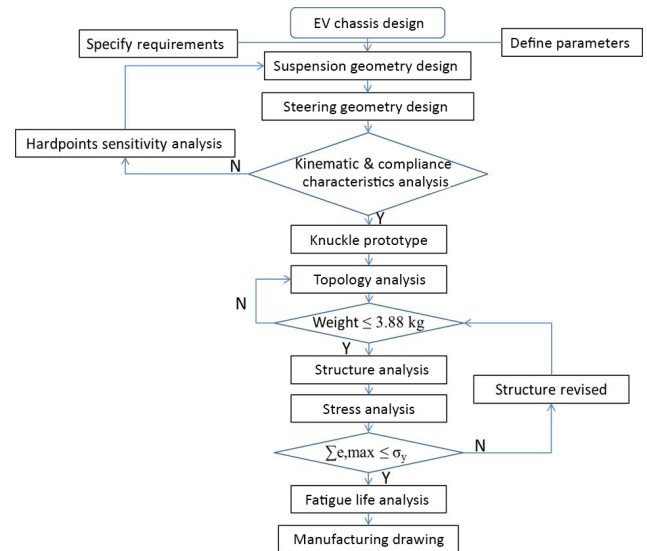 EV chassis design
Specify requirements
Define parameters
Suspension geometry design
Steering geometry design
Hardpoints sensitivity analysis
N
Kinematic & compliance
characteristics analysis
Y
Knuckle prototype
Topology analysis
N
Weight ≤ 3.88 kg
Y
Structure analysis
Structure revised
Stress analysis
N
∑e,max ≤ σy
Y
Fatigue life analysis
Manufacturing drawing